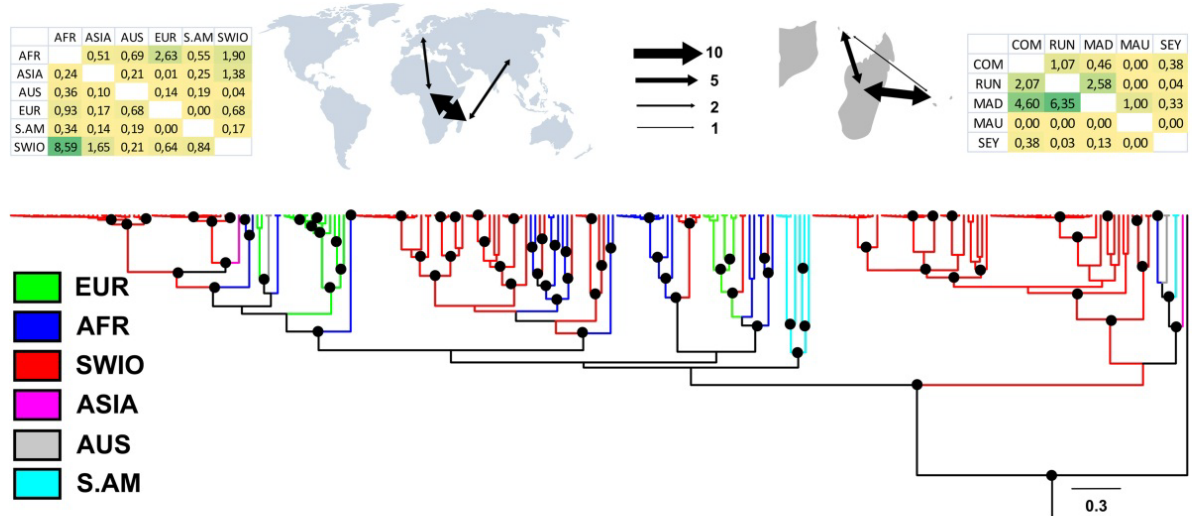 AFR ASIA AUS EUR S.AM SWIO
AFR 0,51 0,69 2,63 0,55 1,90
ASIA 0,24 0,21 0,01 0,25 1,38
AUS 0,36 0,10 0,14 0,19 0,04
EUR 0,93 0,17 0,68 0,00 0,68
S.AM 0,34 0,14 0,19 0,00 0,17
SWIO 8,59 1,65 0,21 0,64 0,84
10
5
2
1
COM RUN MAD MAU SEY
COM 1,07 0,46 0,00 0,38
RUN 2,07 2,58 0,00 0,04
MAD 4,60 6,35 1,00 0,33
MAU 0,00 0,00 0,00 0,00
SEY 0,38 0,03 0,13 0,00
EUR
AFR
SWIO
ASIA
AUS
S.AM
0.3